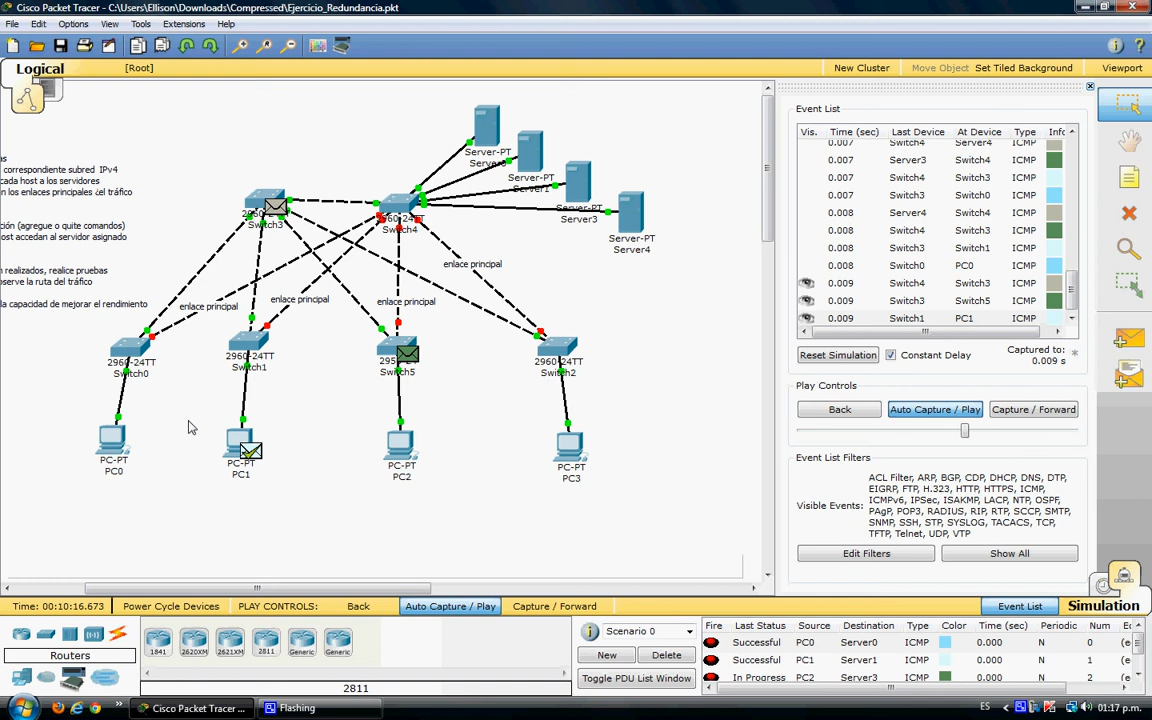 Cisco Packet Tracer - C:\Users\Ellison\Downloads\Compressed\Ejercicio_Redundancia.pkt
File Edit Options View Tools Extensions Help
Logical [Root] New Cluster Move Object Set Tiled Background Viewport
as
correspondiente subred IPv4
cada host a los servidores
on los enlaces principales del tráfico
ción (agregue o quite comandos)
ost accedan al servidor asignado
n realizados, realice pruebas
serve la ruta del tráfico
la capacidad de mejorar el rendimiento
Server-PT
Server-PT
Server1
Server-PT
Server3
Server-PT
Server4
Switch3
Switch4
enlace principal
enlace principal
enlace principal
enlace principal
2960-24TT
Switch0
2960-24TT
Switch1
Switch5
2960-24TT
Switch2
PC-PT
PC0
PC-PT
PC1
PC-PT
PC2
PC-PT
PC3
Event List
Vis. Time (sec) Last Device At Device Type Info
0.007 Switch4 Server4 ICMP
0.007 Server3 Switch4 ICMP
0.007 Switch4 Switch3 ICMP
0.007 Switch3 Switch0 ICMP
0.008 Server4 Switch4 ICMP
0.008 Switch4 Switch3 ICMP
0.008 Switch3 Switch1 ICMP
0.008 Switch0 PC0 ICMP
0.009 Switch4 Switch3 ICMP
0.009 Switch3 Switch5 ICMP
0.009 Switch1 PC1 ICMP
Reset Simulation Constant Delay Captured to:
0.009 s
Play Controls
Back Auto Capture / Play Capture / Forward
Event List Filters
Visible Events:
ACL Filter, ARP, BGP, CDP, DHCP, DNS, DTP,
EIGRP, FTP, H.323, HTTP, HTTPS, ICMP,
ICMPv6, IPSec, ISAKMP, LACP, NTP, OSPF,
PAgP, POP3, RADIUS, RIP, RTP, SCCP, SMTP,
SNMP, SSH, STP, SYSLOG, TACACS, TCP,
TFTP, Telnet, UDP, VTP
Edit Filters Show All
Time: 00:10:16.673 Power Cycle Devices PLAY CONTROLS: Back Auto Capture / Play Capture / Forward Event List Simulation
1841 2620XM 2621XM 2811 Generic Generic
Routers
2811
Scenario 0
New Delete
Toggle PDU List Window
Fire Last Status Source Destination Type Color Time (sec) Periodic Num
Successful PC0 Server0 ICMP 0.000 N 0 (e
Successful PC1 Server1 ICMP 0.000 N 1 (e
In Progress PC2 Server3 ICMP 0.000 N 2 (e
Cisco Packet Tracer ... Flashing ES 01:17 p.m.